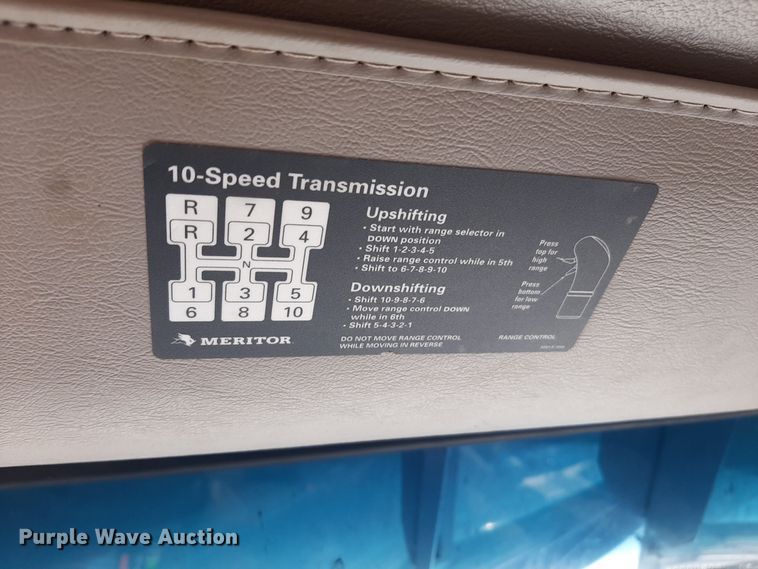 10-Speed Transmission
R 7 9
R 2 4
N
1 3 5
6 8 10
MERITOR
Upshifting
• Start with range selector in
DOWN position
• Shift 1-2-3-4-5
• Raise range control while in 5th
• Shift to 6-7-8-9-10
Downshifting
• Shift 10-9-8-7-6
• Move range control DOWN
while in 6th
• Shift 5-4-3-2-1
DO NOT MOVE RANGE CONTROL
WHILE MOVING IN REVERSE
Press
top for
high
range
Press
bottom
for low
range
RANGE CONTROL
Purple Wave Auction